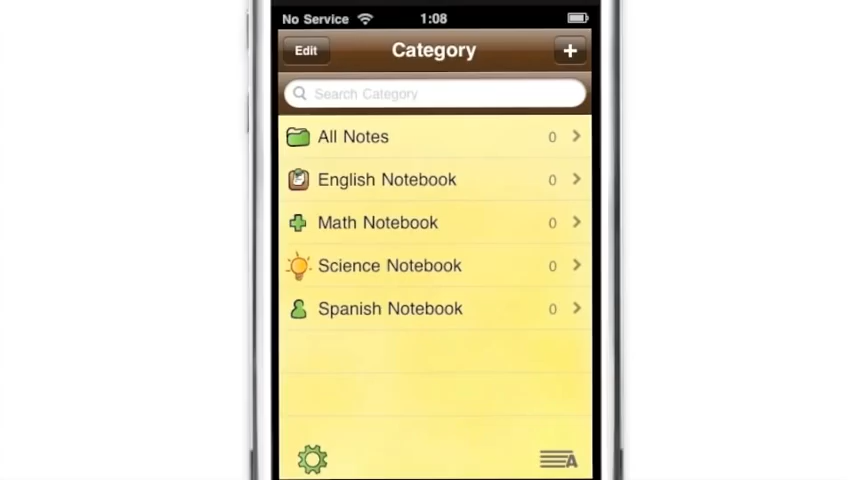 No Service 1:08
Edit Category +
Search Category
All Notes 0
English Notebook 0
Math Notebook 0
Science Notebook 0
Spanish Notebook 0
A